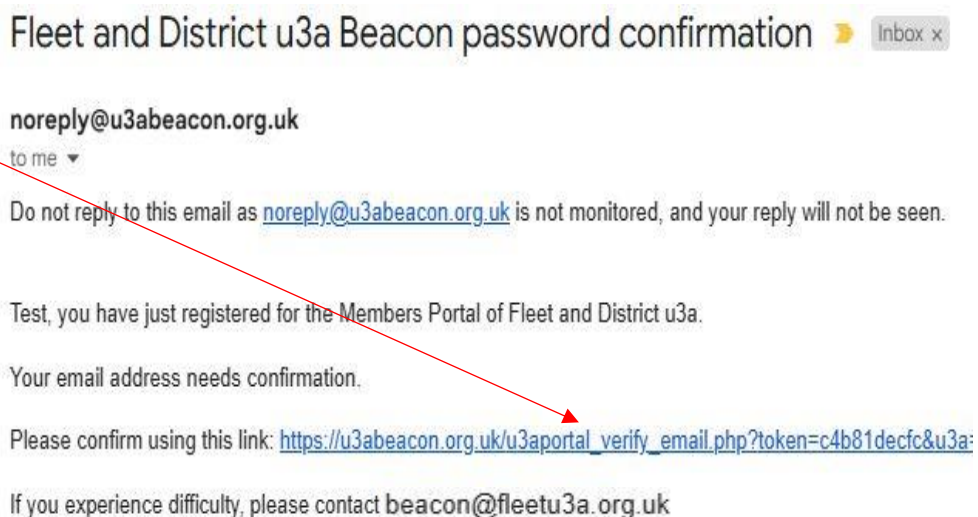 Fleet and District u3a Beacon password confirmation Inbox ×
noreply@u3abeacon.org.uk
to me
Do not reply to this email as noreply@u3abeacon.org.uk is not monitored, and your reply will not be seen.
Test, you have just registered for the Members Portal of Fleet and District u3a.
Your email address needs confirmation.
Please confirm using this link: https://u3abeacon.org.uk/u3aportal_verify_email.php?token=c4b81decfc&u3a=
If you experience difficulty, please contact beacon@fleetu3a.org.uk